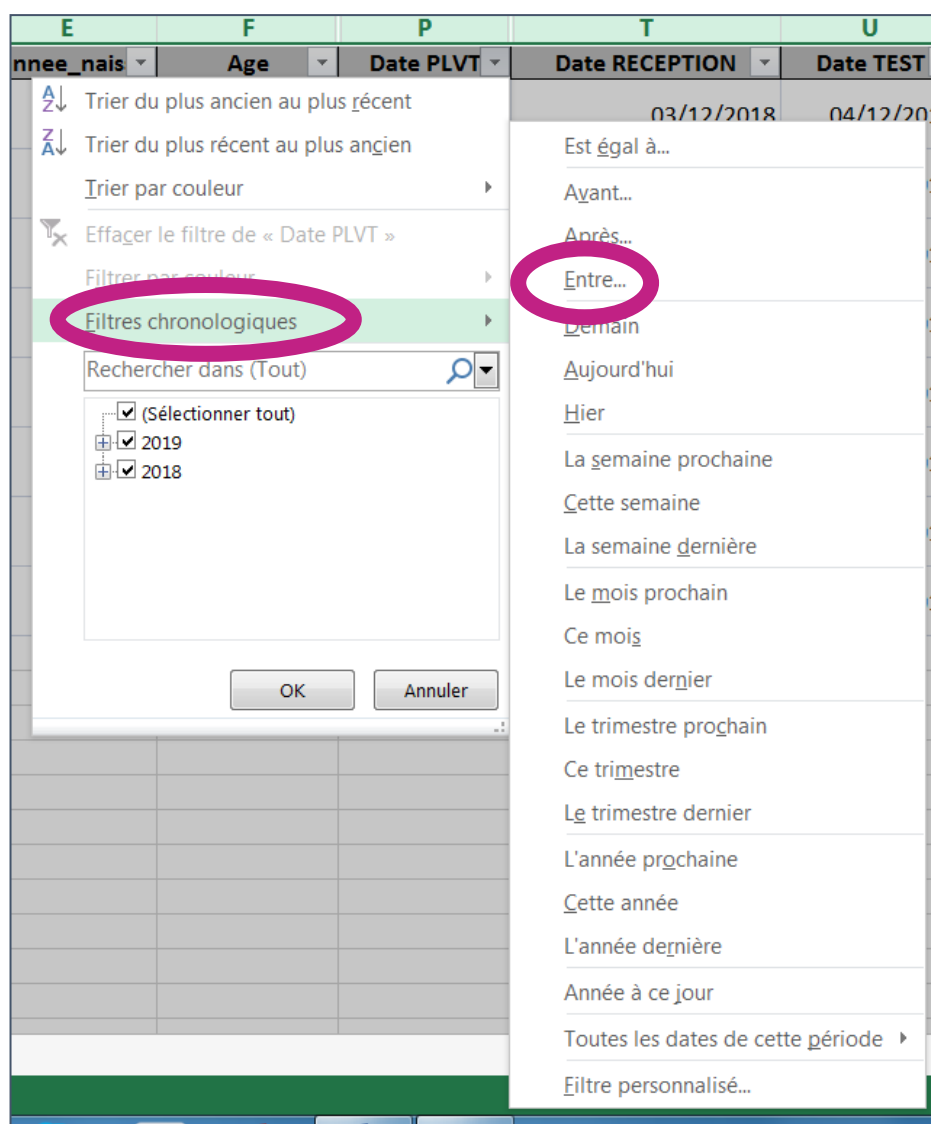 E F P T U
nnee_nais Age Date PLVT Date RECEPTION Date TEST
03/12/2018 04/12/20
Trier du plus ancien au plus récent
Trier du plus récent au plus ancien
Trier par couleur
Effacer le filtre de « Date PLVT »
Filtrer par couleur
Filtres chronologiques
Rechercher dans (Tout)
(Sélectionner tout)
2019
2018
OK Annuler
Est égal à...
Avant...
Après...
Entre...
Demain
Aujourd'hui
Hier
La semaine prochaine
Cette semaine
La semaine dernière
Le mois prochain
Ce mois
Le mois dernier
Le trimestre prochain
Ce trimestre
Le trimestre dernier
L'année prochaine
Cette année
L'année dernière
Année à ce jour
Toutes les dates de cette période
Filtre personnalisé...